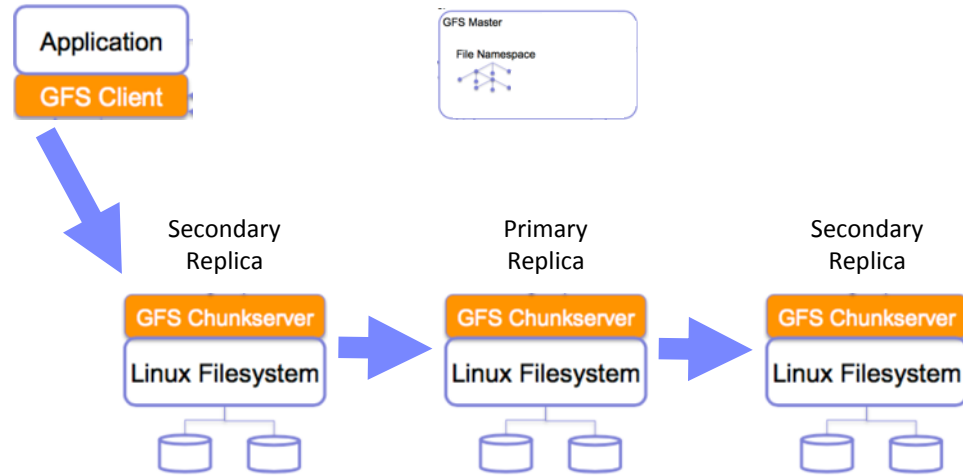 Application
GFS Client
GFS Master
File Namespace
Secondary
Replica
Primary
Replica
Secondary
Replica
GFS Chunkserver
GFS Chunkserver
GFS Chunkserver
Linux Filesystem
Linux Filesystem
Linux Filesystem